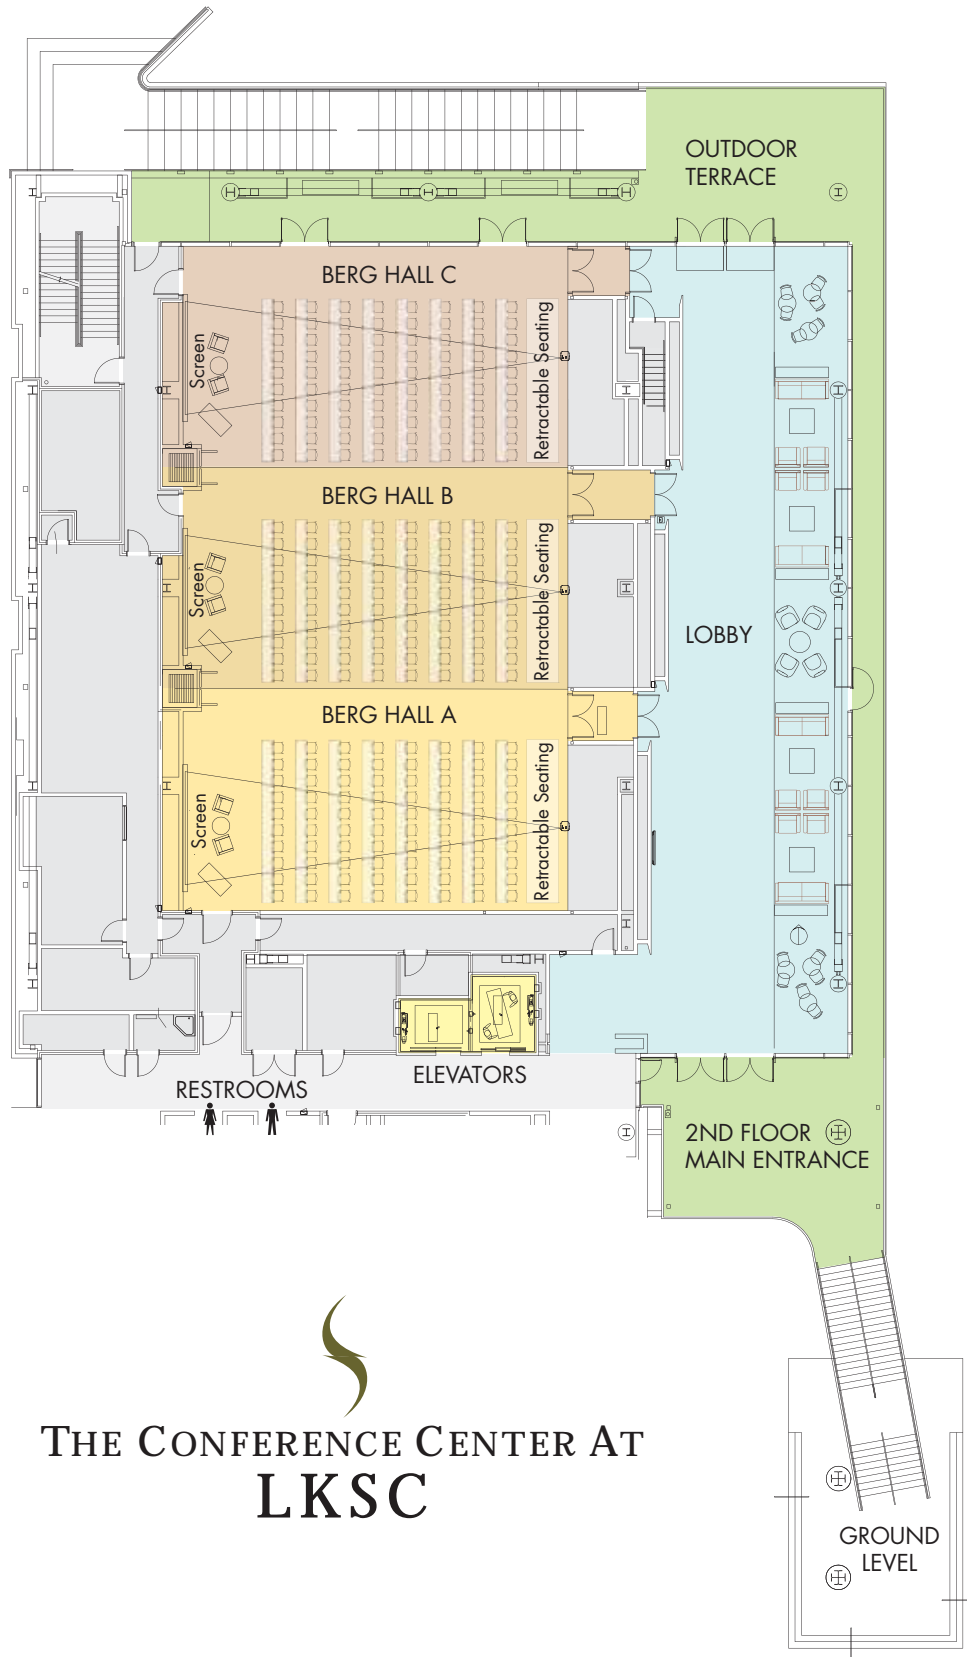 OUTDOOR
TERRACE
BERG HALL C
Screen
Retractable Seating
BERG HALL B
Screen
Retractable Seating
LOBBY
BERG HALL A
Screen
Retractable Seating
RESTROOMS
ELEVATORS
2ND FLOOR
MAIN ENTRANCE
THE CONFERENCE CENTER AT
LKSC
GROUND
LEVEL